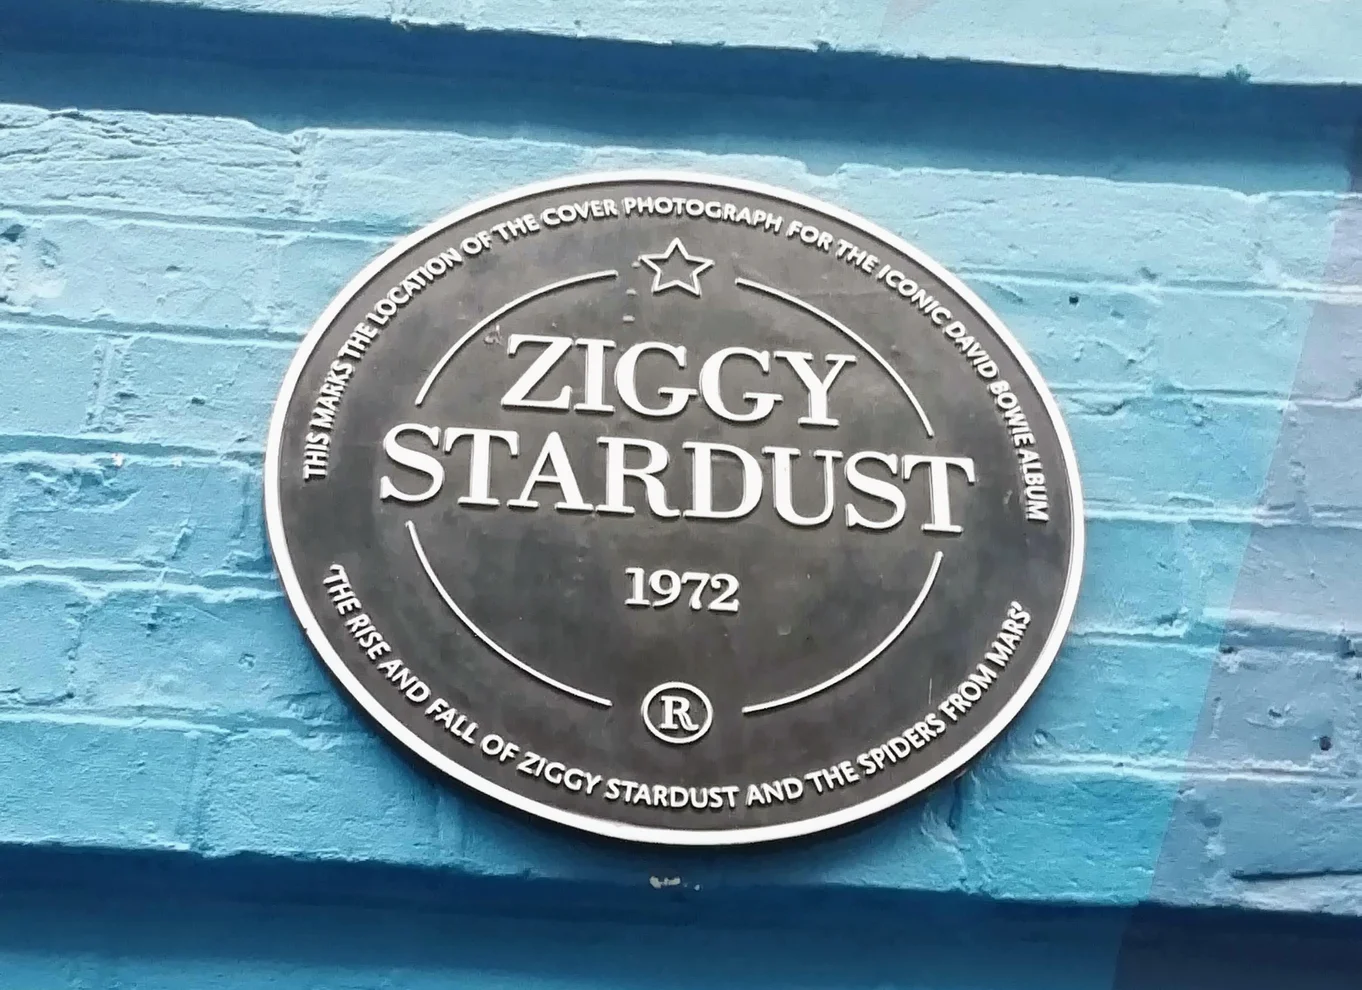 THIS MARKS THE LOCATION OF THE COVER PHOTOGRAPH FOR THE ICONIC DAVID BOWIE ALBUM
ZIGGY
STARDUST
1972
®
'THE RISE AND FALL OF ZIGGY STARDUST AND THE SPIDERS FROM MARS'